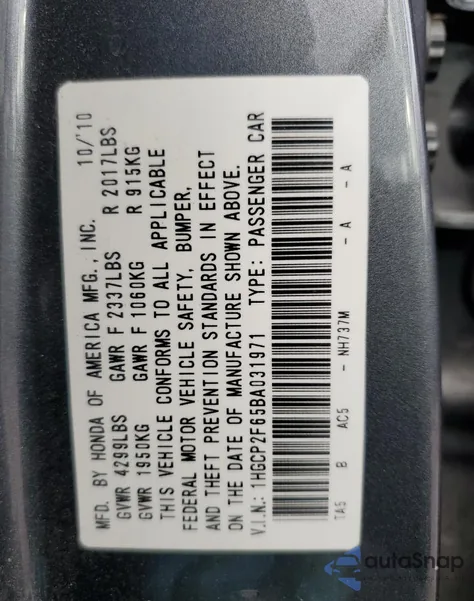 MFD. BY HONDA OF AMERICA MFG., INC. 10/'10
GVWR 4299LBS GAWR F 2337LBS R 2017LBS
GVWR 1950KG GAWR F 1060KG R 915KG
THIS VEHICLE CONFORMS TO ALL APPLICABLE
FEDERAL MOTOR VEHICLE SAFETY, BUMPER,
AND THEFT PREVENTION STANDARDS IN EFFECT
ON THE DATE OF MANUFACTURE SHOWN ABOVE.
V.I.N.: 1HGCP2F65BA031971 TYPE: PASSENGER CAR
TA5 B AC5 - NH737M - A - A
autoSnap